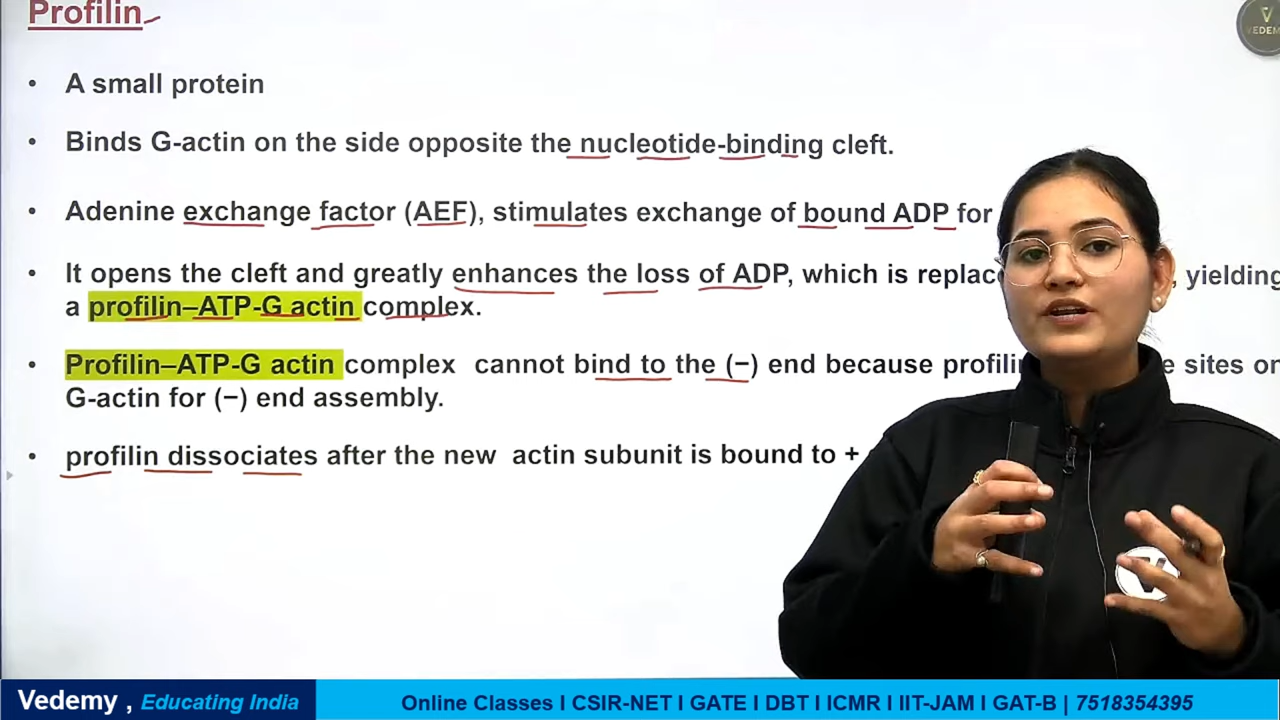 Profilin
VEDEM
• A small protein
• Binds G-actin on the side opposite the nucleotide-binding cleft.
• Adenine exchange factor (AEF), stimulates exchange of bound ADP for
• It opens the cleft and greatly enhances the loss of ADP, which is replac , yielding
a profilin–ATP-G actin complex.
• Profilin–ATP-G actin complex cannot bind to the (−) end because profilin e sites on
G-actin for (−) end assembly.
• profilin dissociates after the new actin subunit is bound to +
Vedemy , Educating India
Online Classes I CSIR-NET I GATE I DBT I ICMR I IIT-JAM I GAT-B | 7518354395